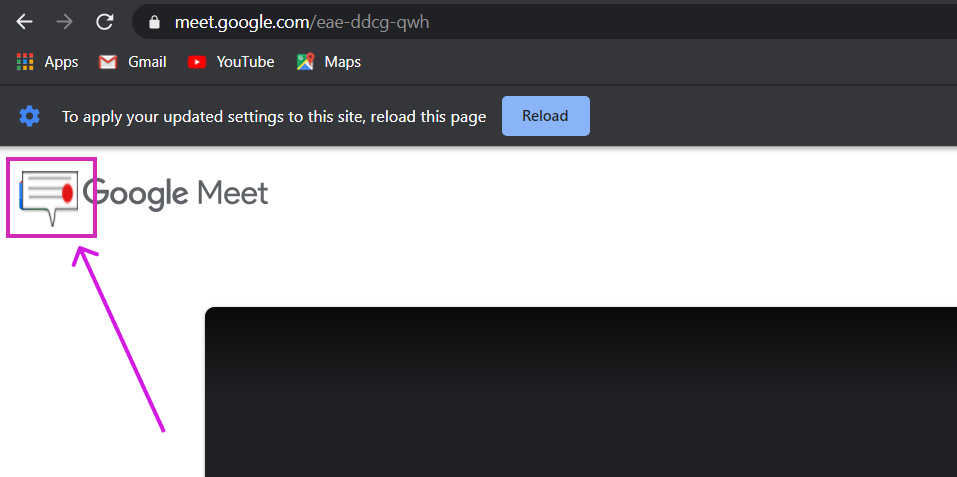 meet.google.com/eae-ddcg-qwh
Apps Gmail YouTube Maps
To apply your updated settings to this site, reload this page Reload
Google Meet